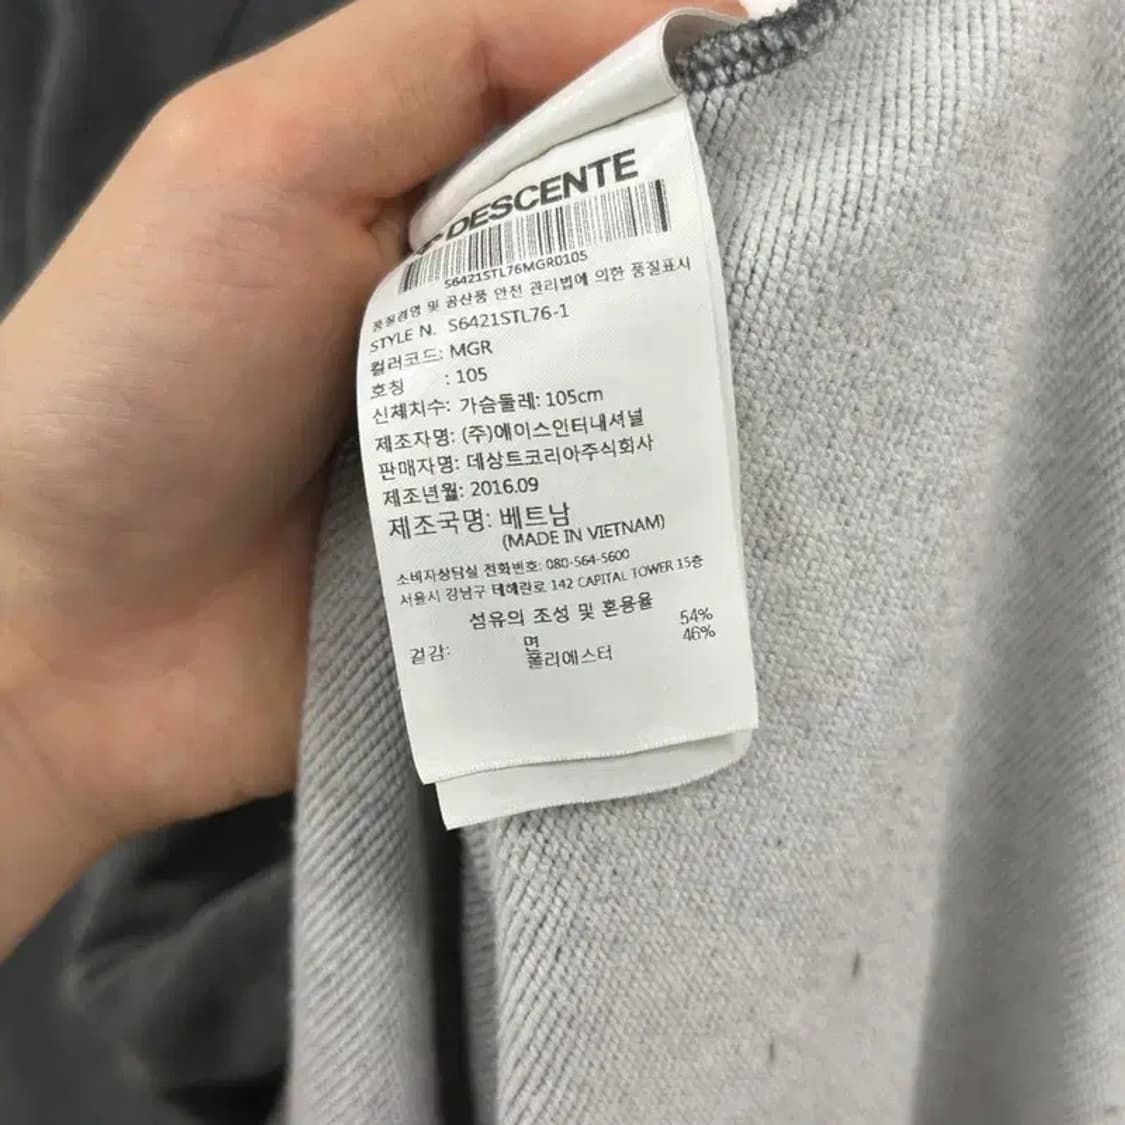 DESCENTE
S6421STL76MGR0105
품질경영 및 공산품 안전 관리법에 의한 품질표시
STYLE N. S6421STL76-1
컬러코드: MGR
호칭 : 105
신체치수: 가슴둘레: 105cm
제조자명: (주)에이스인터내셔널
판매자명: 데상트코리아주식회사
제조년월: 2016.09
제조국명: 베트남
(MADE IN VIETNAM)
소비자상담실 전화번호: 080-564-5600
서울시 강남구 테헤란로 142 CAPITAL TOWER 15층
섬유의 조성 및 혼용율
겉감: 면 54%
폴리에스터 46%